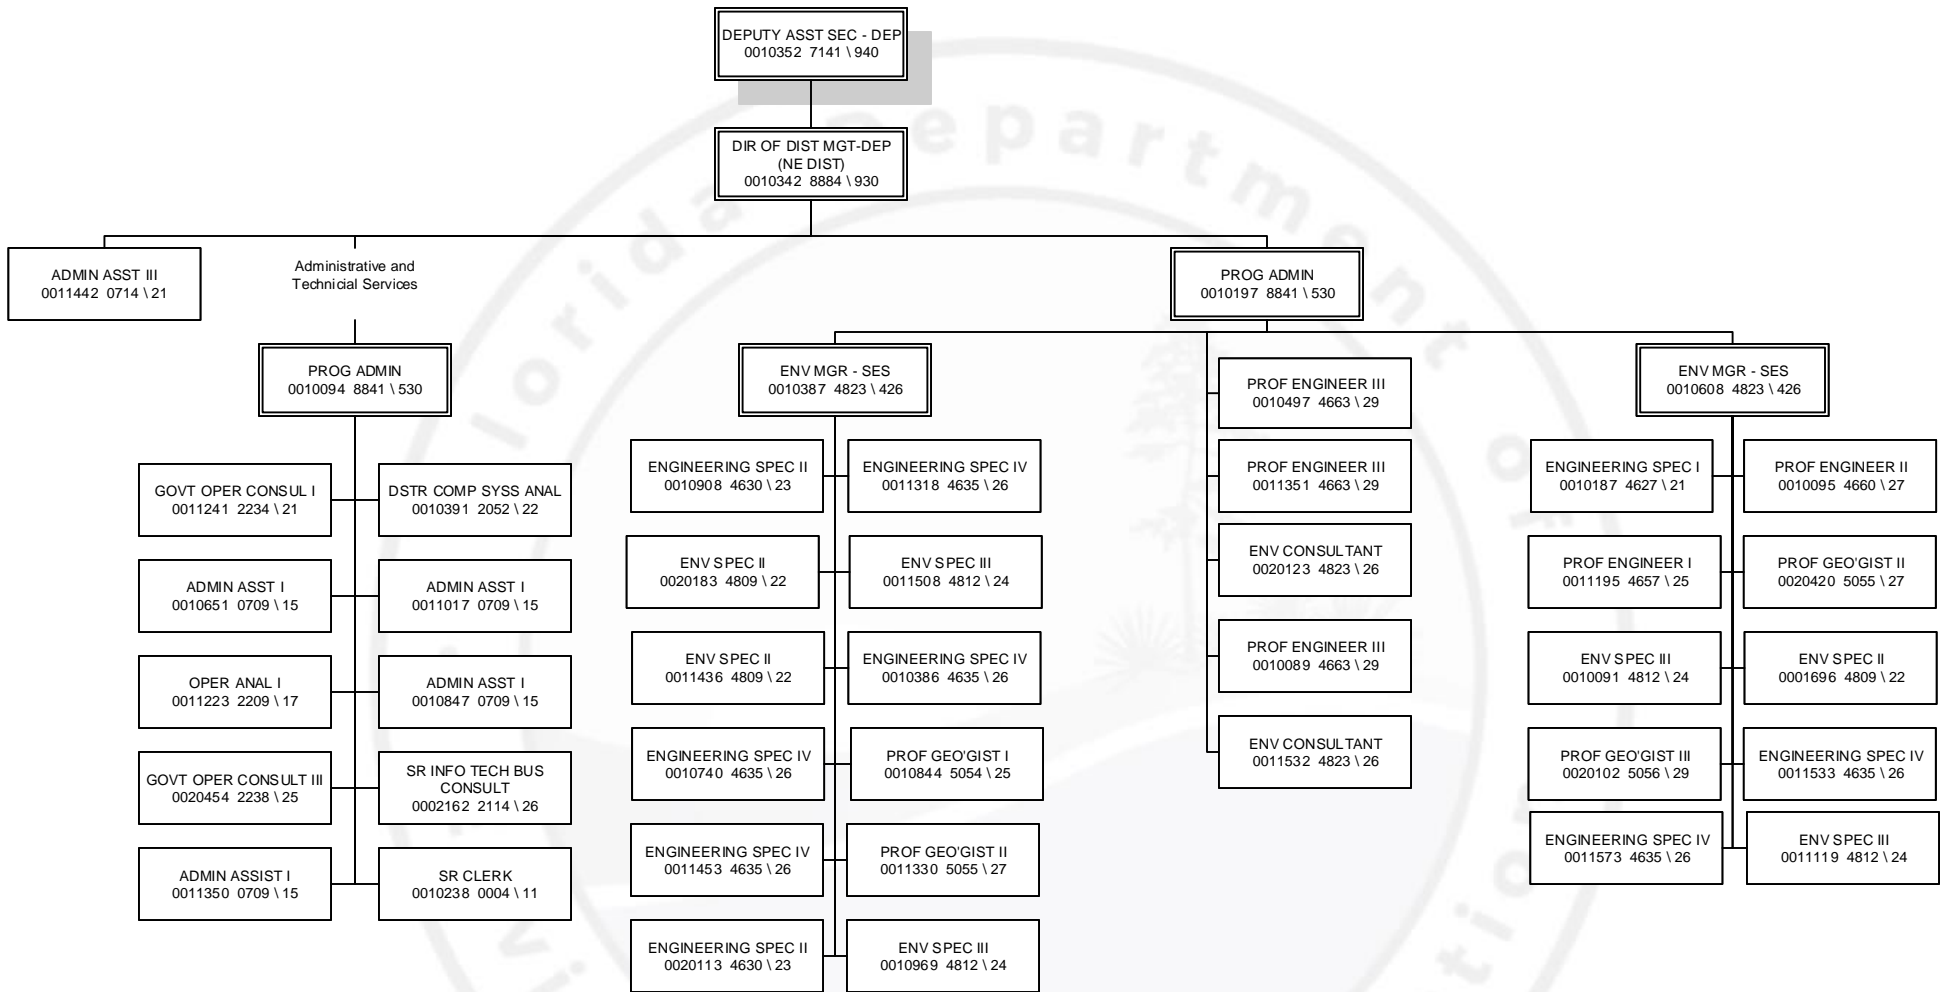 DEPUTY ASST SEC - DEP
0010352 7141 \ 940
DIR OF DIST MGT-DEP
(NE DIST)
0010342 8884 \ 930
ADMIN ASST III
0011442 0714 \ 21
Administrative and
Technicial Services
PROG ADMIN
0010197 8841 \ 530
PROG ADMIN
0010094 8841 \ 530
GOVT OPER CONSUL I
0011241 2234 \ 21
DSTR COMP SYSS ANAL
0010391 2052 \ 22
ADMIN ASST I
0010651 0709 \ 15
ADMIN ASST I
0011017 0709 \ 15
OPER ANAL I
0011223 2209 \ 17
ADMIN ASST I
0010847 0709 \ 15
GOVT OPER CONSULT III
0020454 2238 \ 25
SR INFO TECH BUS
CONSULT
0002162 2114 \ 26
ADMIN ASSIST I
0011350 0709 \ 15
SR CLERK
0010238 0004 \ 11
ENV MGR - SES
0010387 4823 \ 426
ENGINEERING SPEC II
0010908 4630 \ 23
ENGINEERING SPEC IV
0011318 4635 \ 26
ENV SPEC II
0020183 4809 \ 22
ENV SPEC III
0011508 4812 \ 24
ENV SPEC II
0011436 4809 \ 22
ENGINEERING SPEC IV
0010386 4635 \ 26
ENGINEERING SPEC IV
0010740 4635 \ 26
PROF GEO'GIST I
0010844 5054 \ 25
ENGINEERING SPEC IV
0011453 4635 \ 26
PROF GEO'GIST II
0011330 5055 \ 27
ENGINEERING SPEC II
0020113 4630 \ 23
ENV SPEC III
0010969 4812 \ 24
PROF ENGINEER III
0010497 4663 \ 29
PROF ENGINEER III
0011351 4663 \ 29
ENV CONSULTANT
0020123 4823 \ 26
PROF ENGINEER III
0010089 4663 \ 29
ENV CONSULTANT
0011532 4823 \ 26
ENV MGR - SES
0010608 4823 \ 426
ENGINEERING SPEC I
0010187 4627 \ 21
PROF ENGINEER II
0010095 4660 \ 27
PROF ENGINEER I
0011195 4657 \ 25
PROF GEO'GIST II
0020420 5055 \ 27
ENV SPEC III
0010091 4812 \ 24
ENV SPEC II
0001696 4809 \ 22
PROF GEO'GIST III
0020102 5056 \ 29
ENGINEERING SPEC IV
0011533 4635 \ 26
ENGINEERING SPEC IV
0011573 4635 \ 26
ENV SPEC III
0011119 4812 \ 24
lorida Department of